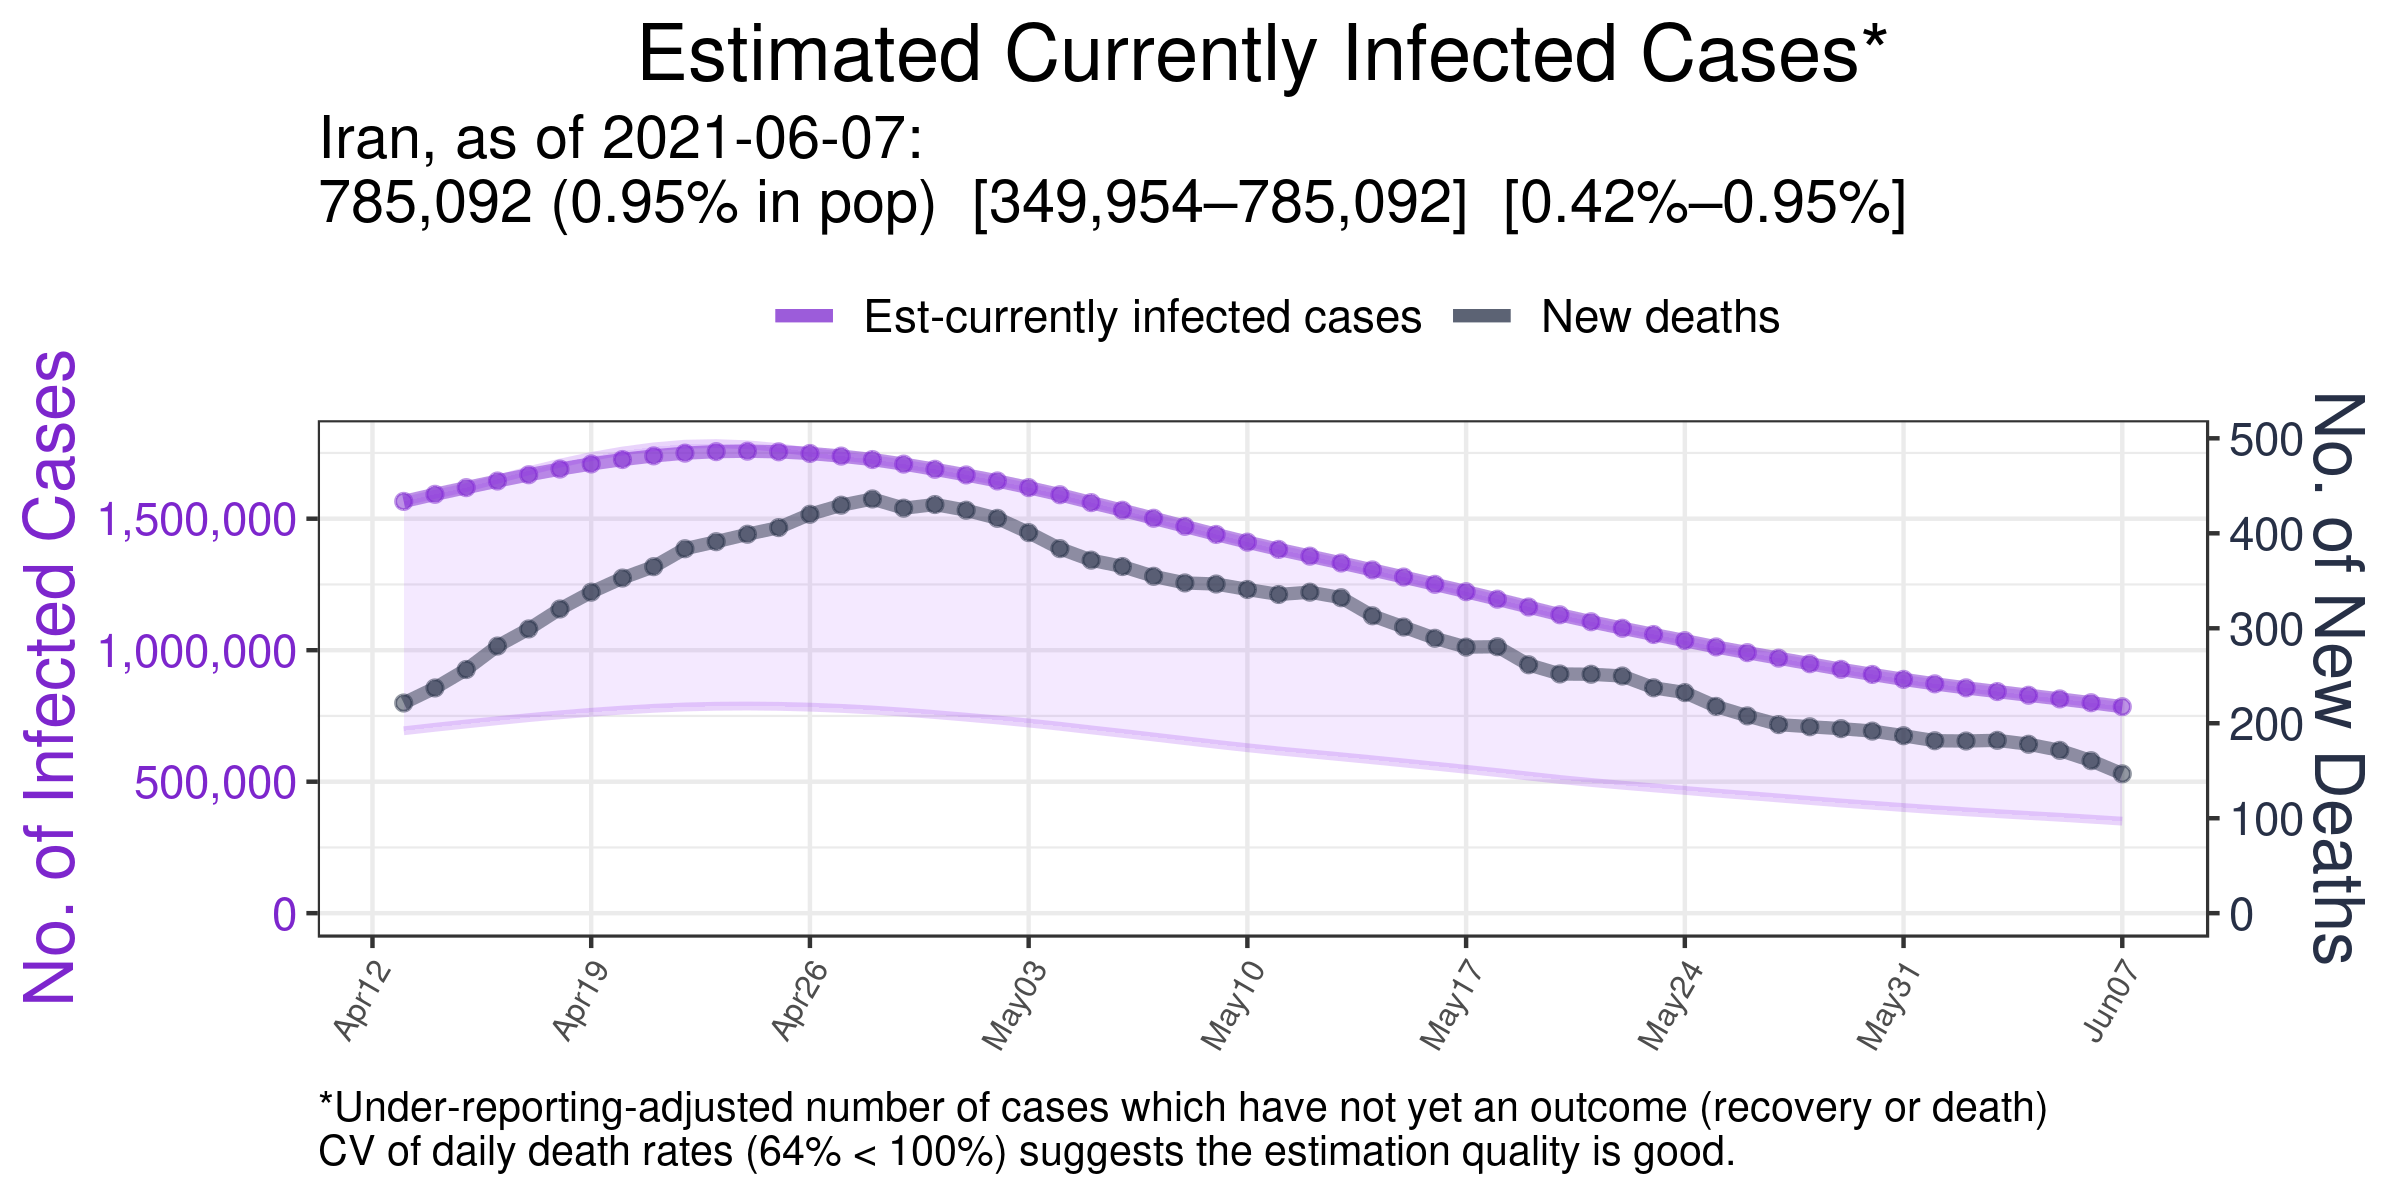 Estimated Currently Infected Cases*
Iran, as of 2021-06-07:
785,092 (0.95% in pop)  [349,954–785,092]  [0.42%–0.95%]
Est-currently infected cases
New deaths
No. of Infected Cases
1,500,000
1,000,000
500,000
0
500
400
300
200
100
0
No. of New Deaths
Apr12
Apr19
Apr26
May03
May10
May17
May24
May31
Jun07
*Under-reporting-adjusted number of cases which have not yet an outcome (recovery or death)
CV of daily death rates (64% < 100%) suggests the estimation quality is good.